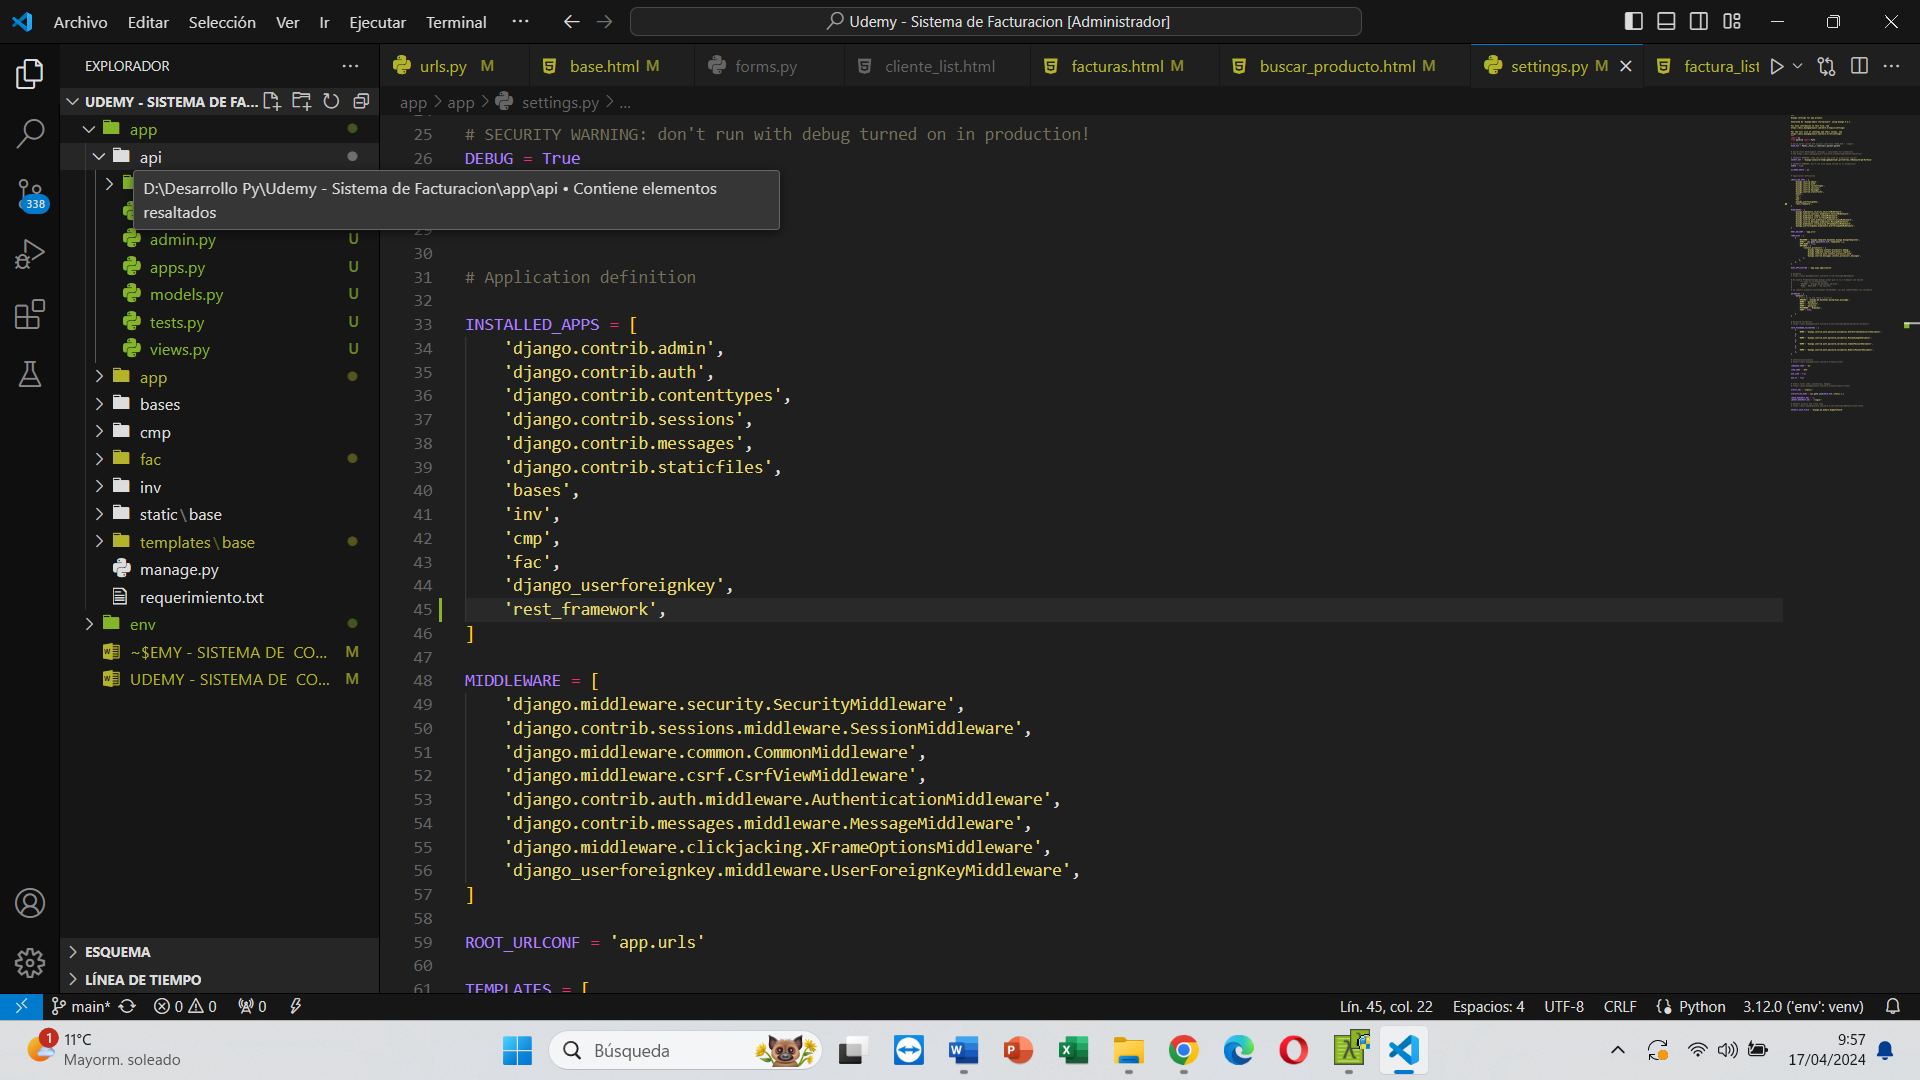 Archivo Editar Selección Ver Ir Ejecutar Terminal ··· Udemy - Sistema de Facturacion [Administrador]
EXPLORADOR
UDEMY - SISTEMA DE FA...
app
api
D:\Desarrollo Py\Udemy - Sistema de Facturacion\app\api • Contiene elementos
resaltados
admin.py U
apps.py U
models.py U
tests.py U
views.py U
app
bases
cmp
fac
inv
static\base
templates\base
manage.py
requerimiento.txt
env
~$EMY - SISTEMA DE CO... M
UDEMY - SISTEMA DE CO... M
ESQUEMA
LÍNEA DE TIEMPO
338
urls.py M base.html M forms.py cliente_list.html facturas.html M buscar_producto.html M settings.py M factura_list
app > app > settings.py > ...
25 # SECURITY WARNING: don't run with debug turned on in production!
26 DEBUG = True
30
31 # Application definition
32
33 INSTALLED_APPS = [
34 'django.contrib.admin',
35 'django.contrib.auth',
36 'django.contrib.contenttypes',
37 'django.contrib.sessions',
38 'django.contrib.messages',
39 'django.contrib.staticfiles',
40 'bases',
41 'inv',
42 'cmp',
43 'fac',
44 'django_userforeignkey',
45 'rest_framework',
46 ]
47
48 MIDDLEWARE = [
49 'django.middleware.security.SecurityMiddleware',
50 'django.contrib.sessions.middleware.SessionMiddleware',
51 'django.middleware.common.CommonMiddleware',
52 'django.middleware.csrf.CsrfViewMiddleware',
53 'django.contrib.auth.middleware.AuthenticationMiddleware',
54 'django.contrib.messages.middleware.MessageMiddleware',
55 'django.middleware.clickjacking.XFrameOptionsMiddleware',
56 'django_userforeignkey.middleware.UserForeignKeyMiddleware',
57 ]
58
59 ROOT_URLCONF = 'app.urls'
60
61 TEMPLATES = [
main* 0 0 0 Lín. 45, col. 22 Espacios: 4 UTF-8 CRLF Python 3.12.0 ('env': venv)
1 11°C
Mayorm. soleado
Búsqueda
9:57
17/04/2024